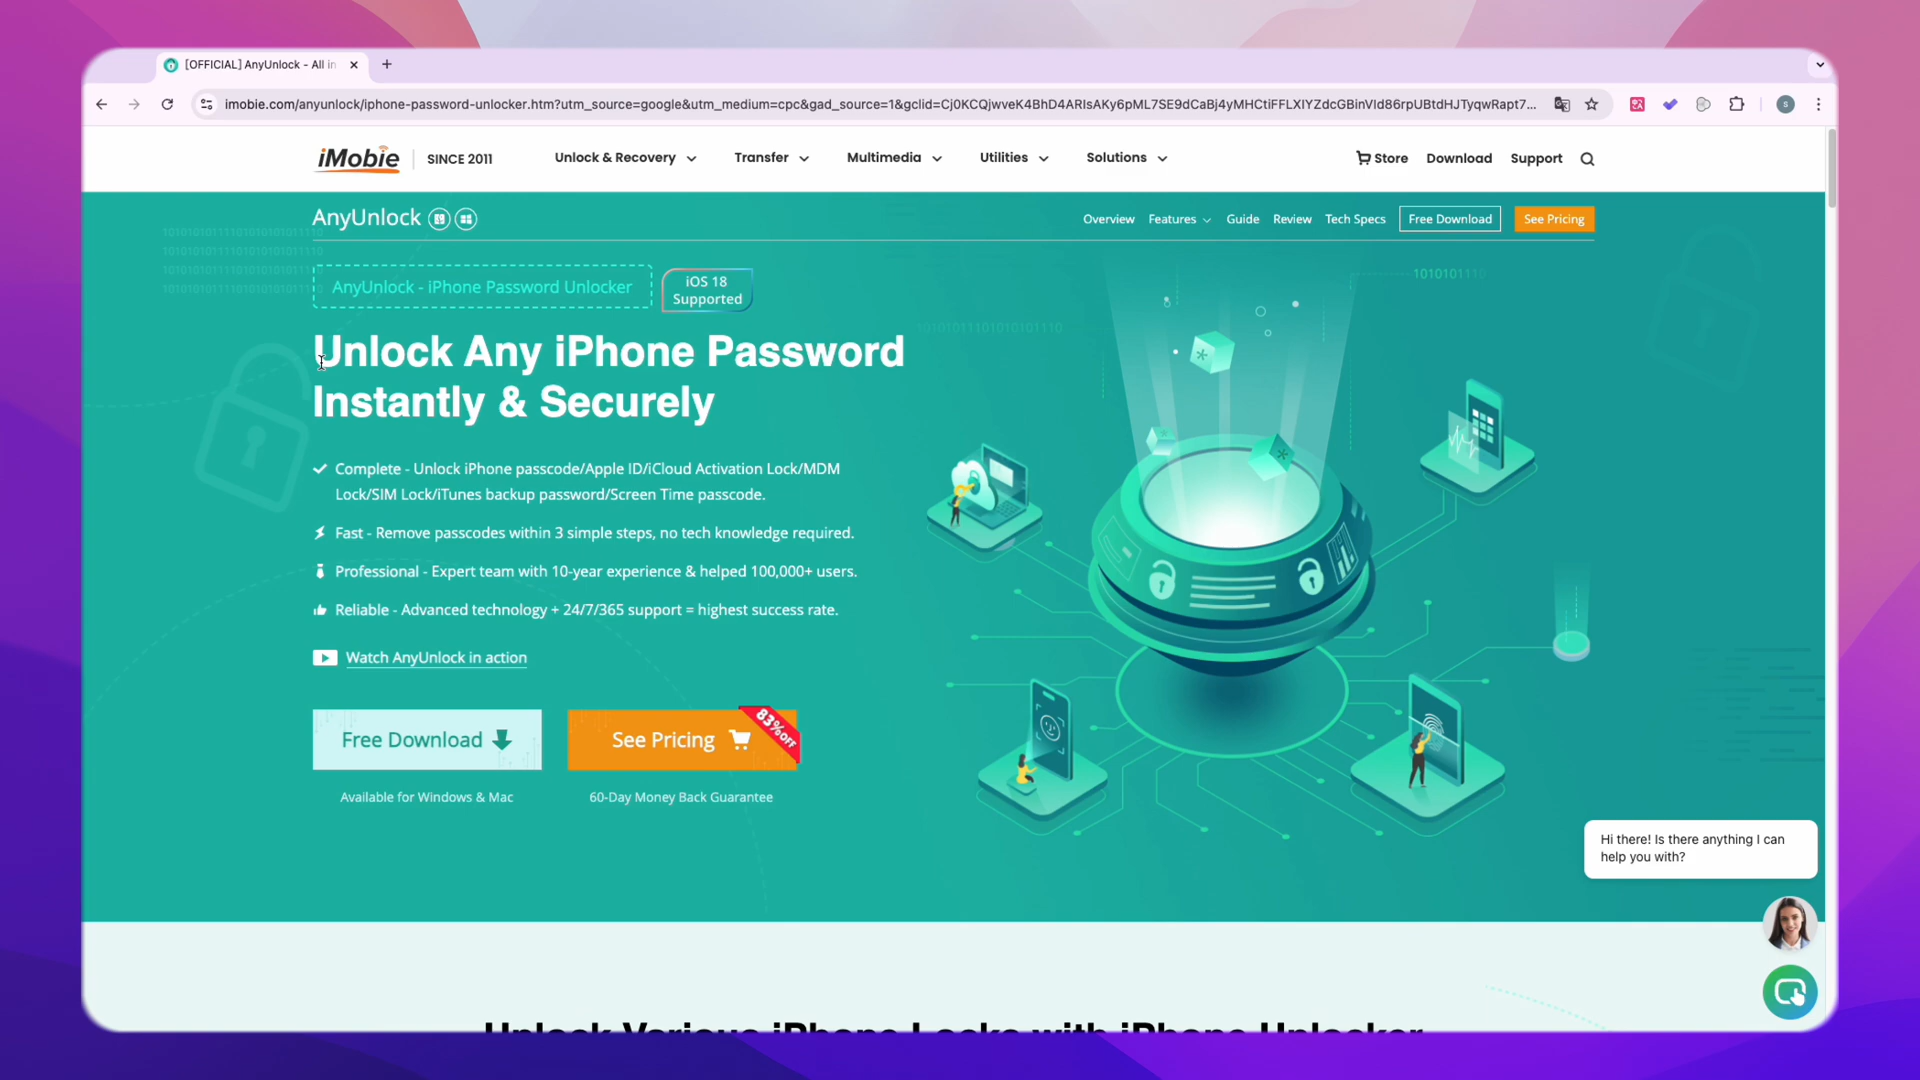 [OFFICIAL] AnyUnlock - All in
imobie.com/anyunlock/iphone-password-unlocker.htm?utm_source=google&utm_medium=cpc&gad_source=1&gclid=Cj0KCQjwveK4BhD4ARIsAKy6pML7SE9dCaBj4yMHCtiFFLXIYZdcGBinVld86rpUBtdHJTyqwRapt7...
iMobie SINCE 2011 Unlock & Recovery Transfer Multimedia Utilities Solutions Store Download Support
AnyUnlock Overview Features Guide Review Tech Specs Free Download See Pricing
AnyUnlock - iPhone Password Unlocker
iOS 18
Supported
Unlock Any iPhone Password
Instantly & Securely
Complete - Unlock iPhone passcode/Apple ID/iCloud Activation Lock/MDM
Lock/SIM Lock/iTunes backup password/Screen Time passcode.
Fast - Remove passcodes within 3 simple steps, no tech knowledge required.
Professional - Expert team with 10-year experience & helped 100,000+ users.
Reliable - Advanced technology + 24/7/365 support = highest success rate.
Watch AnyUnlock in action
Free Download
See Pricing
83%OFF
Available for Windows & Mac
60-Day Money Back Guarantee
Hi there! Is there anything I can
help you with?
Unlock Various iPhone Locks with iPhone Unlocker